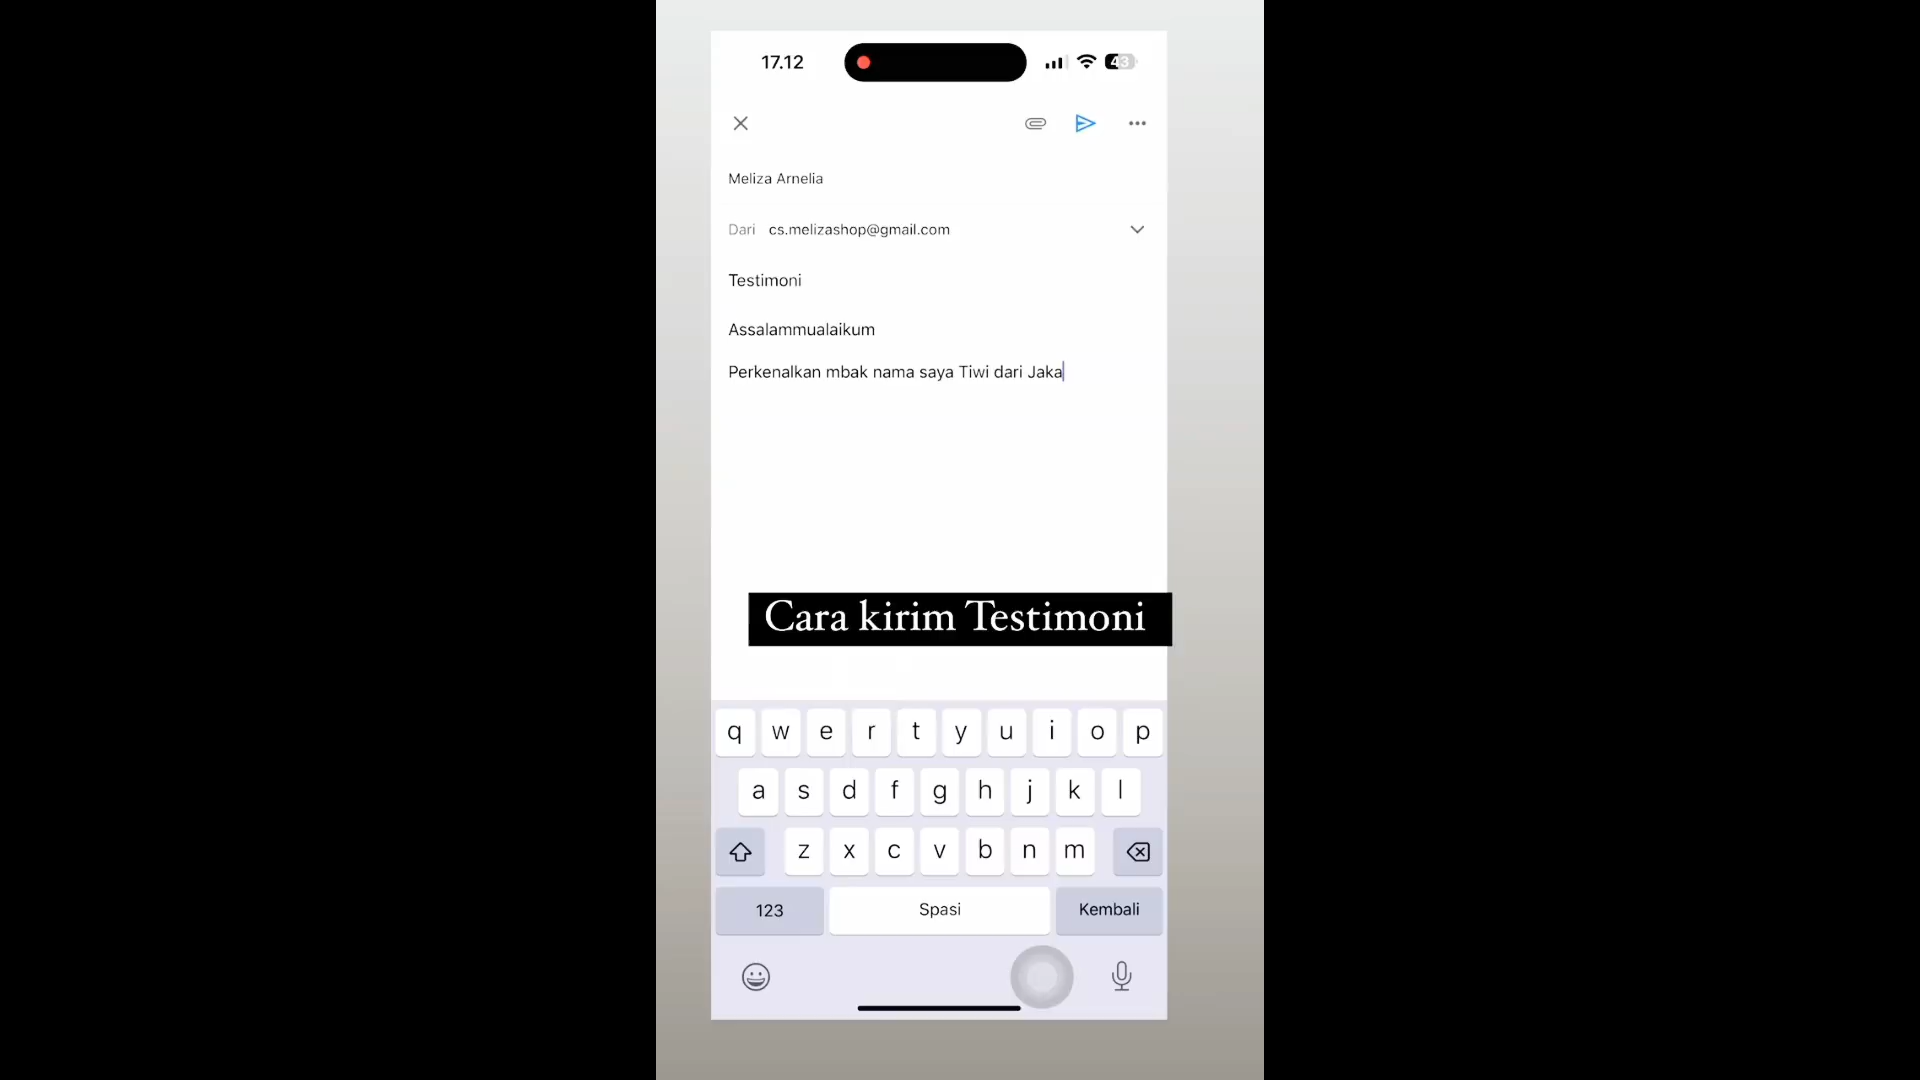 17.12
43
Meliza Arnelia
Dari cs.melizashop@gmail.com
Testimoni
Assalammualaikum
Perkenalkan mbak nama saya Tiwi dari Jaka
Cara kirim Testimoni
q w e r t y u i o p
a s d f g h j k l
z x c v b n m
123 Spasi Kembali